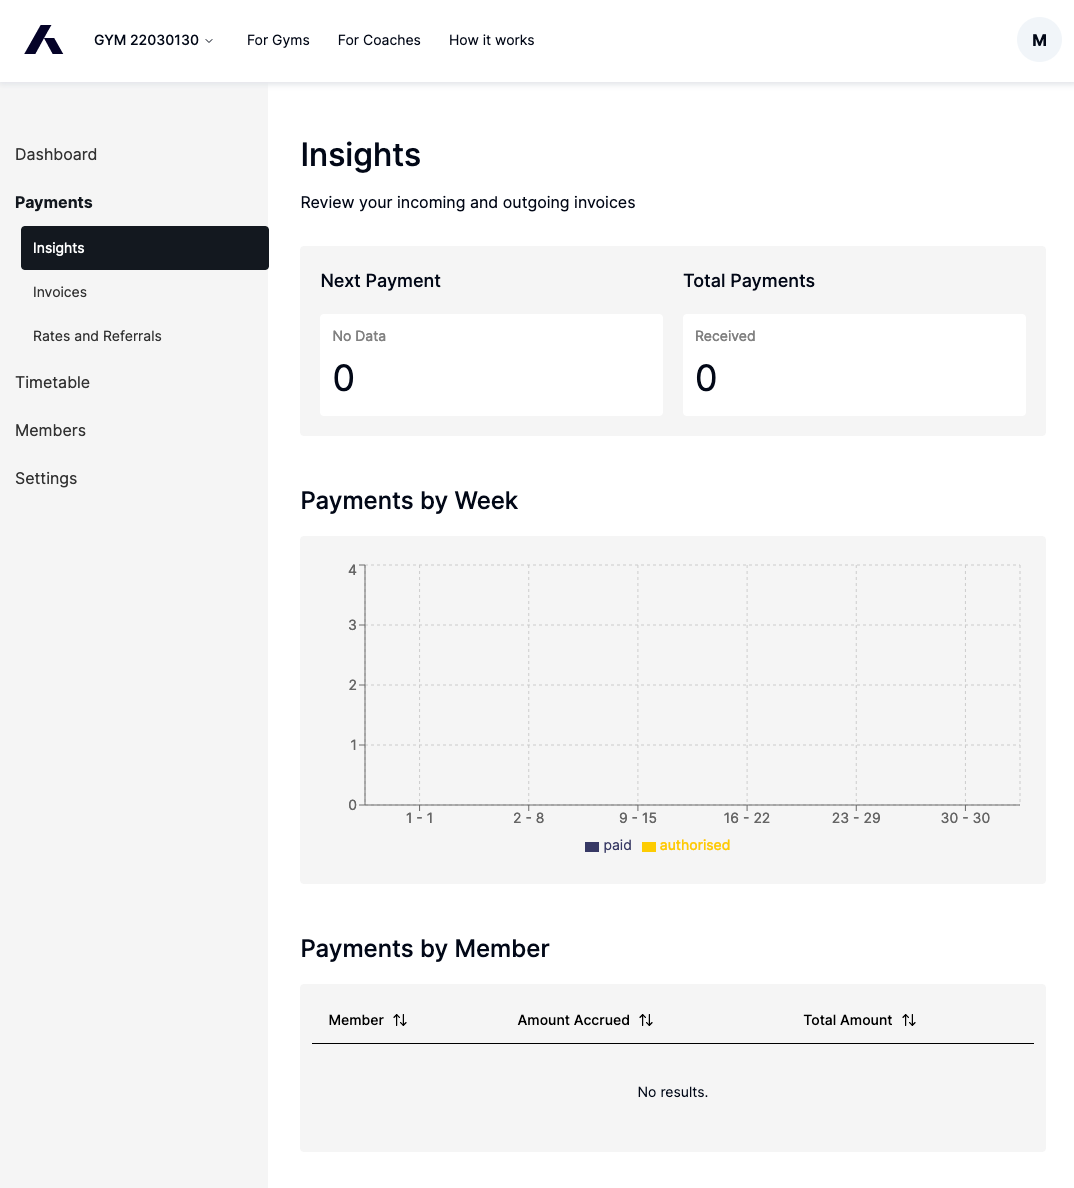 GYM 22030130
For Gyms
For Coaches
How it works
M
Dashboard
Payments
Insights
Invoices
Rates and Referrals
Timetable
Members
Settings
Insights
Review your incoming and outgoing invoices
Next Payment
No Data
0
Total Payments
Received
0
Payments by Week
4
3
2
1
0
1 - 1
2 - 8
9 - 15
16 - 22
23 - 29
30 - 30
paid
authorised
Payments by Member
Member
Amount Accrued
Total Amount
No results.